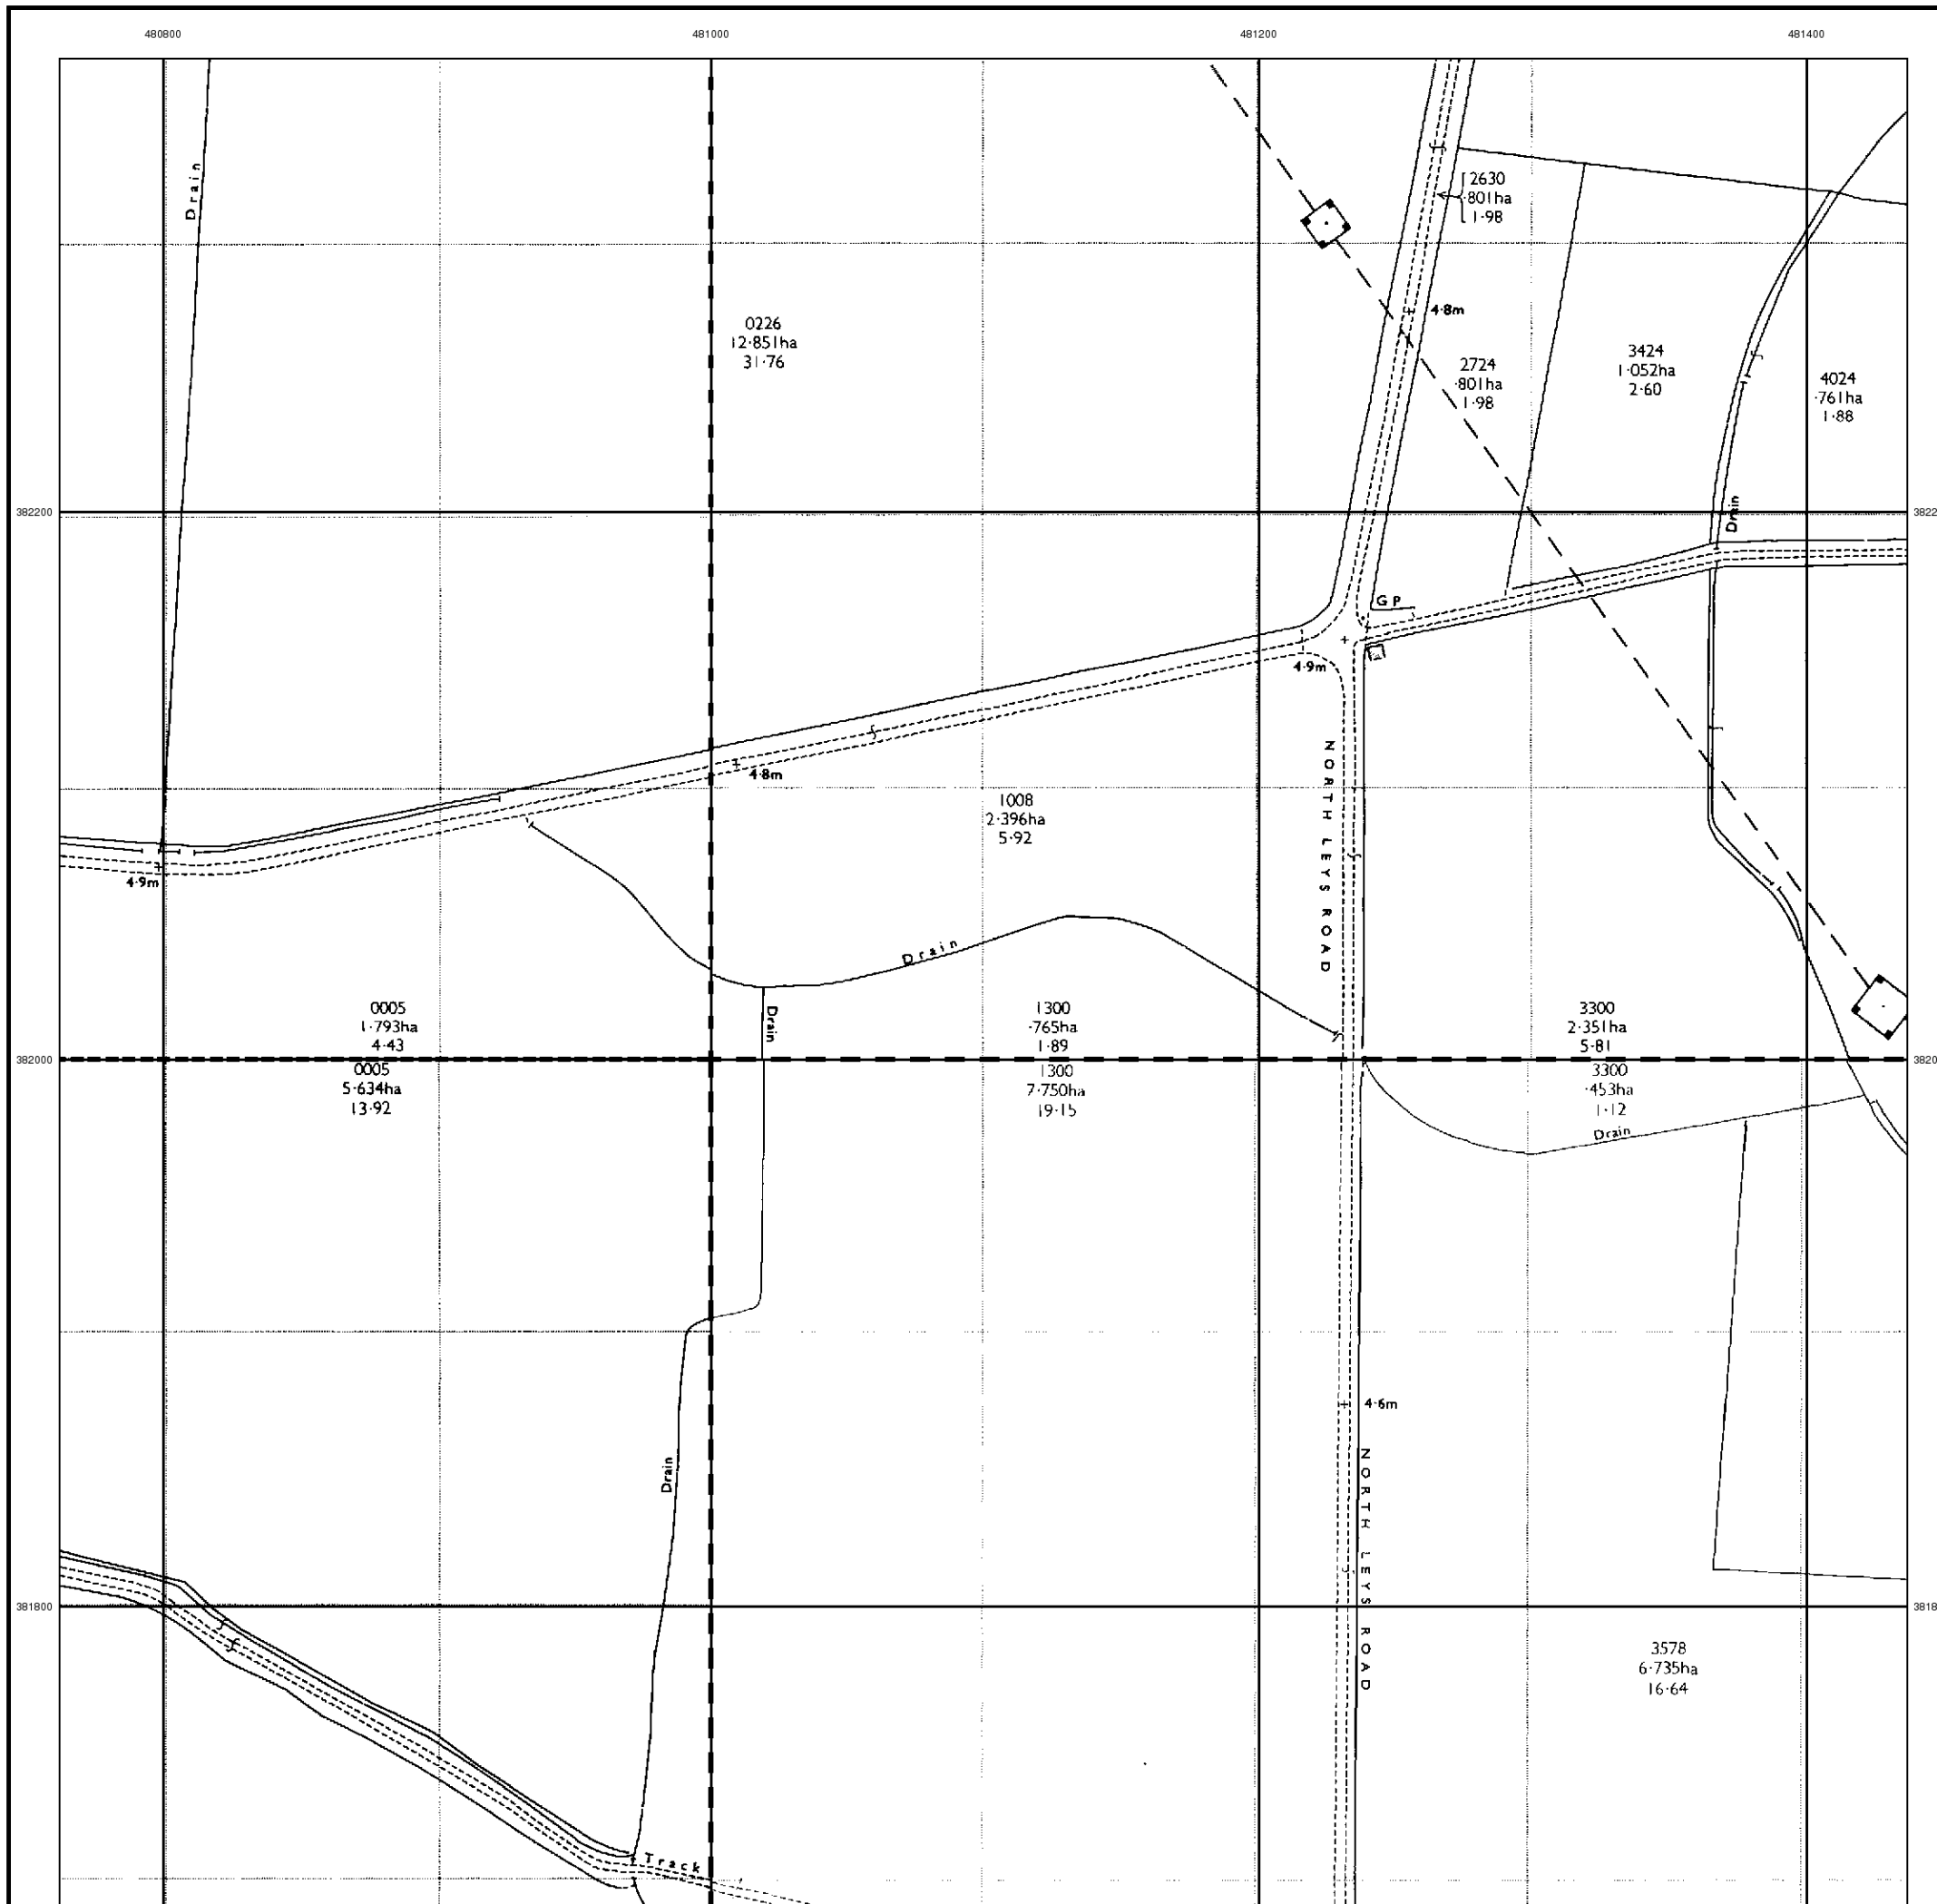 480800
481000
481200
481400
Drain
2630
·801ha
1·98
4·8m
0226
12·851ha
31·76
2724
·801ha
1·98
3424
1·052ha
2·60
4024
·761ha
1·88
382200
Drain
3822
GP
4·9m
4·8m
NORTH LEYS ROAD
1008
2·396ha
5·92
4·9m
Drain
0005
1·793ha
4·43
Drain
1300
·765ha
1·89
3300
2·351ha
5·81
382000
3820
0005
5·634ha
13·92
1300
7·750ha
19·15
3300
·453ha
1·12
Drain
4·6m
Drain
NORTH LEYS ROAD
381800
3818
3578
6·735ha
16·64
Track